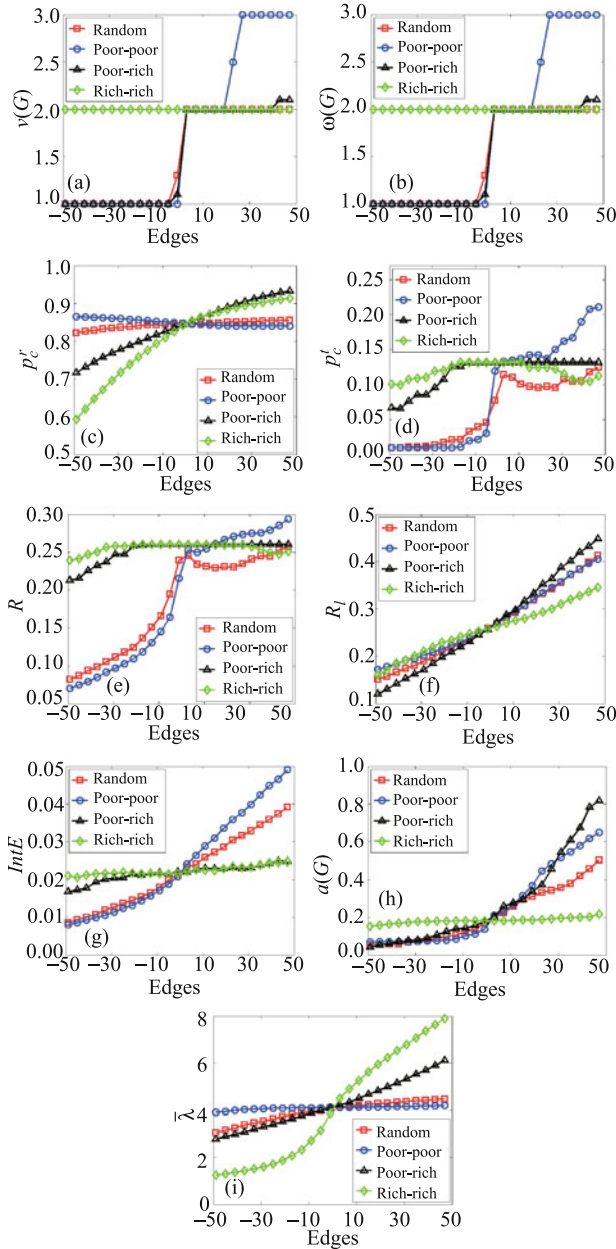 3.0
2.5
2.0
1.5
1.0
v(G)
Random
Poor-poor
Poor-rich
Rich-rich
(a)
−50 −30 −10 10 30 50
Edges
3.0
2.5
2.0
1.5
1.0
ω(G)
Random
Poor-poor
Poor-rich
Rich-rich
(b)
−50 −30 −10 10 30 50
Edges
1.0
0.9
0.8
0.7
0.6
0.5
p_c^r
Random
Poor-poor
Poor-rich
Rich-rich
(c)
−50 −30 −10 10 30 50
Edges
0.25
0.20
0.15
0.10
0.01
0.00
p_c^t
Random
Poor-poor
Poor-rich
Rich-rich
(d)
−50 −30 −10 10 30 50
Edges
0.30
0.25
0.20
0.15
0.10
0.05
R
Random
Poor-poor
Poor-rich
Rich-rich
(e)
−50 −30 −10 10 30 50
Edges
0.5
0.4
0.3
0.2
0.1
R_l
Random
Poor-poor
Poor-rich
Rich-rich
(f)
−50 −30 −10 10 30 50
Edges
0.05
0.04
0.03
0.02
0.01
0.00
IntE
Random
Poor-poor
Poor-rich
Rich-rich
(g)
−50 −30 −10 10 30 50
Edges
1.0
0.8
0.6
0.4
0.2
0.0
a(G)
Random
Poor-poor
Poor-rich
Rich-rich
(h)
−50 −30 −10 10 30 50
Edges
8
6
4
2
0
λ̄
Random
Poor-poor
Poor-rich
Rich-rich
(i)
−50 −30 −10 10 30 50
Edges